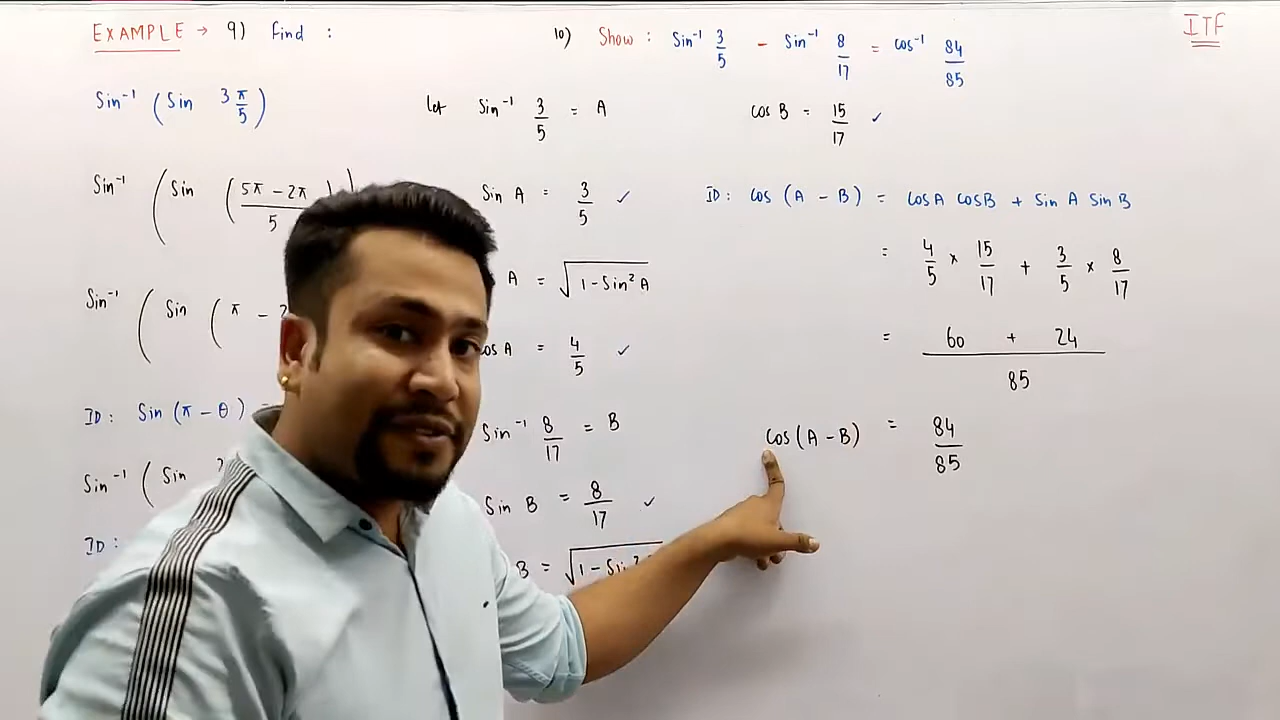 EXAMPLE → 9) Find :
Sin⁻¹ (Sin 3π/5)
Sin⁻¹ (Sin (5π − 2π / 5
Sin⁻¹ (Sin (π −
ID: Sin (π − θ) =
Sin⁻¹ (Sin
ID:
10) Show : Sin⁻¹ 3/5 − Sin⁻¹ 8/17 = cos⁻¹ 84/85
let Sin⁻¹ 3/5 = A
Sin A = 3/5 ✓
A = √(1 − Sin²A)
cos A = 4/5 ✓
Sin⁻¹ 8/17 = B
Sin B = 8/17 ✓
B = √(1 − Sin²
cos B = 15/17 ✓
ID: cos (A − B) = cosA cosB + Sin A Sin B
= 4/5 × 15/17 + 3/5 × 8/17
= 60 + 24 / 85
cos(A − B) = 84/85
ITF